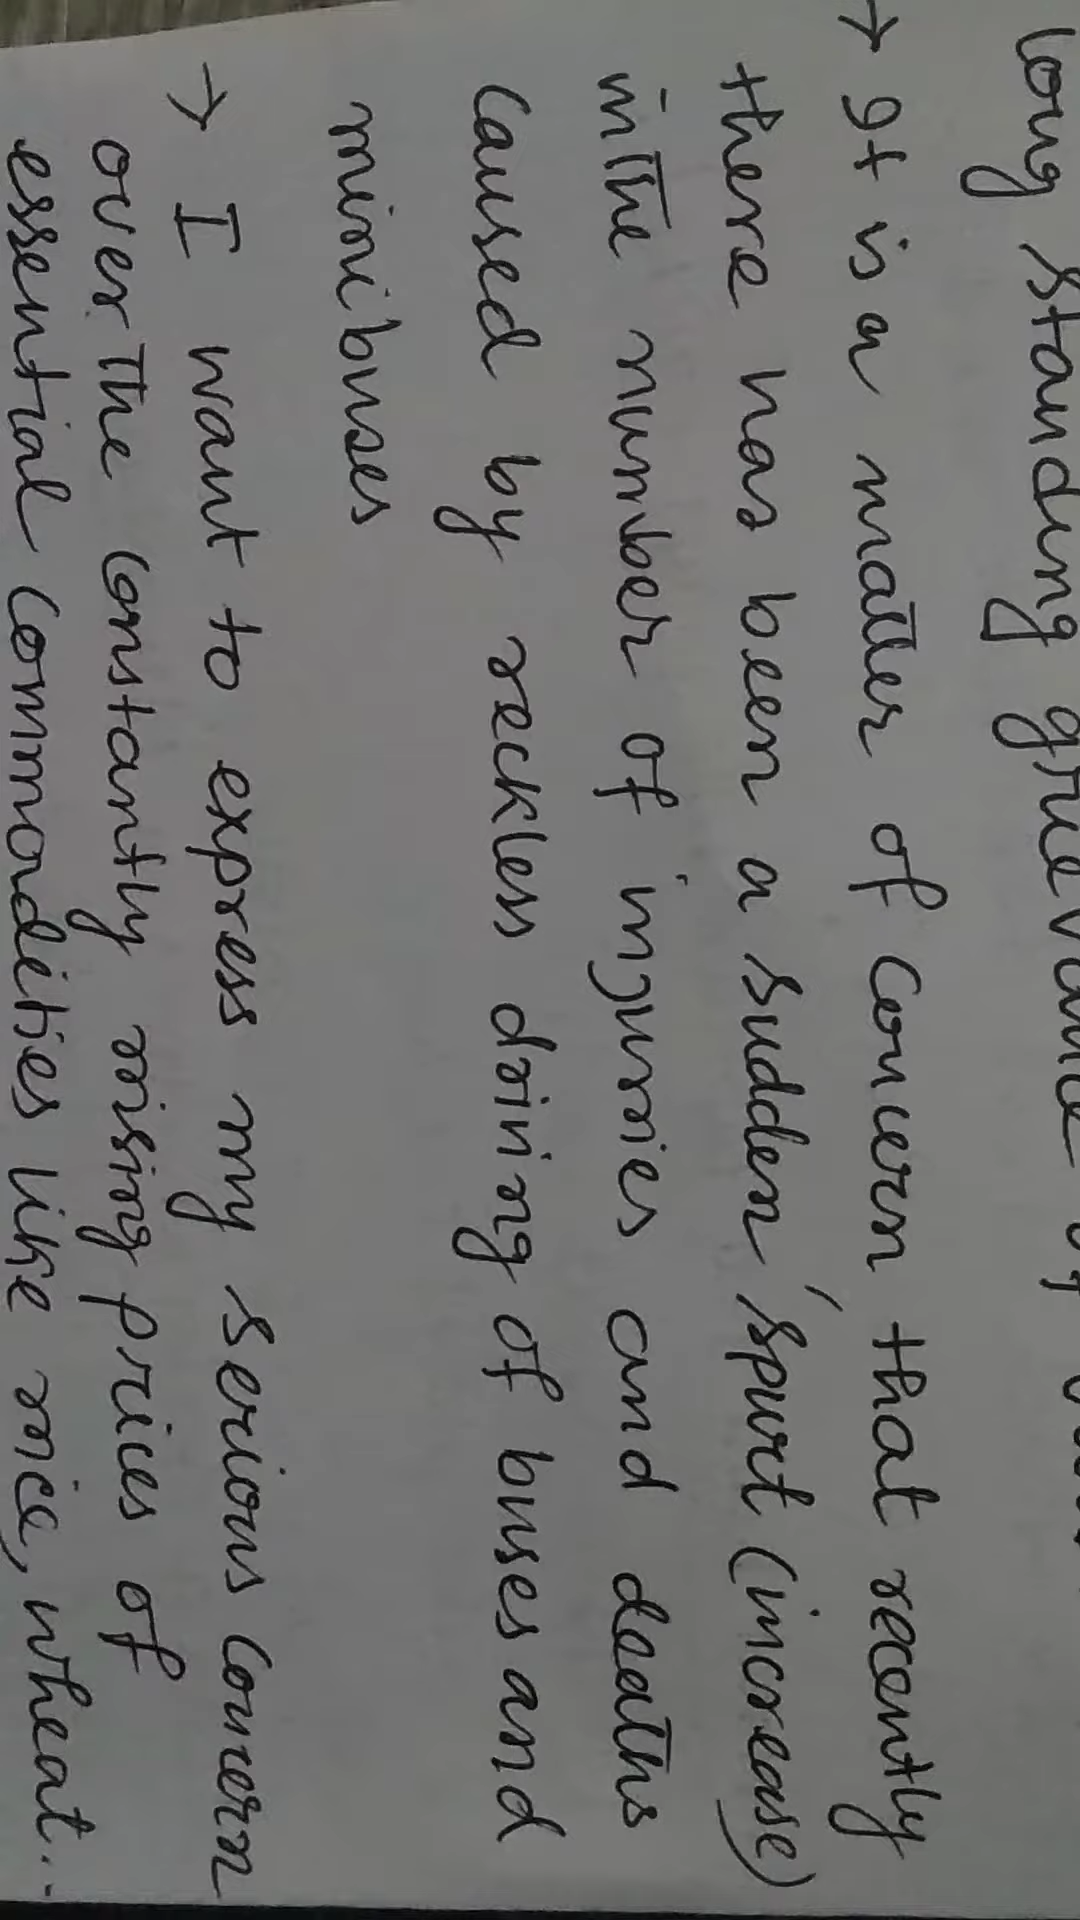 long standing grievance of
→ It is a matter of concern that recently
there has been a sudden spurt (increase)
in the number of injuries and deaths
caused by reckless driving of buses and
minibuses
→ I want to express my serious concern
over the constantly rising prices of
essential commodities like rice, wheat...